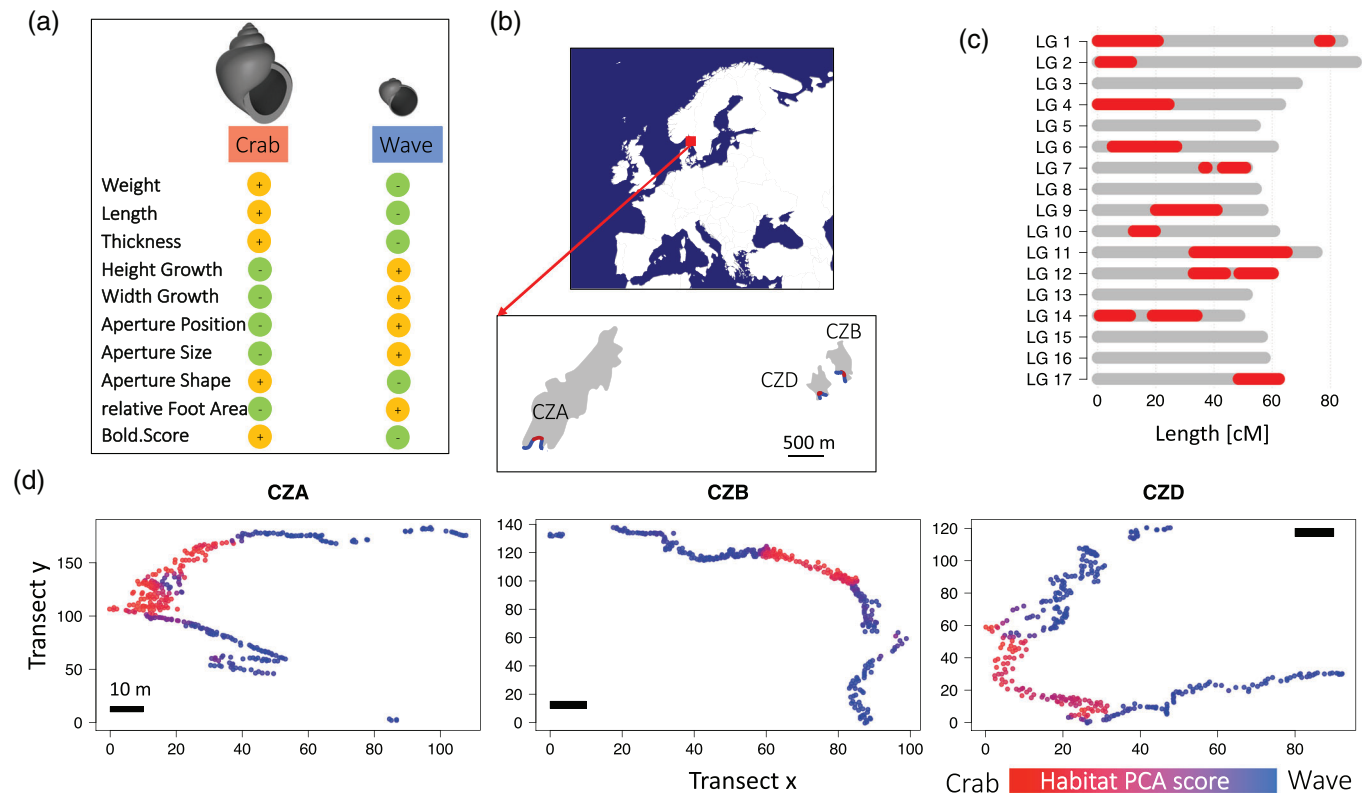 (a)
Crab
Wave
Weight
+
-
Length
+
-
Thickness
+
-
Height Growth
-
+
Width Growth
-
+
Aperture Position
-
+
Aperture Size
-
+
Aperture Shape
+
-
relative Foot Area
-
+
Bold.Score
+
-
(b)
CZA
CZD
CZB
500 m
(c)
LG 1
LG 2
LG 3
LG 4
LG 5
LG 6
LG 7
LG 8
LG 9
LG 10
LG 11
LG 12
LG 13
LG 14
LG 15
LG 16
LG 17
0 20 40 60 80
Length [cM]
(d)
CZA
Transect y
150
100
50
0
10 m
0 20 40 60 80 100
CZB
140
120
100
80
60
40
20
0
0 20 40 60 80 100
Transect x
CZD
120
100
80
60
40
20
0
0 20 40 60 80
Crab Habitat PCA score Wave